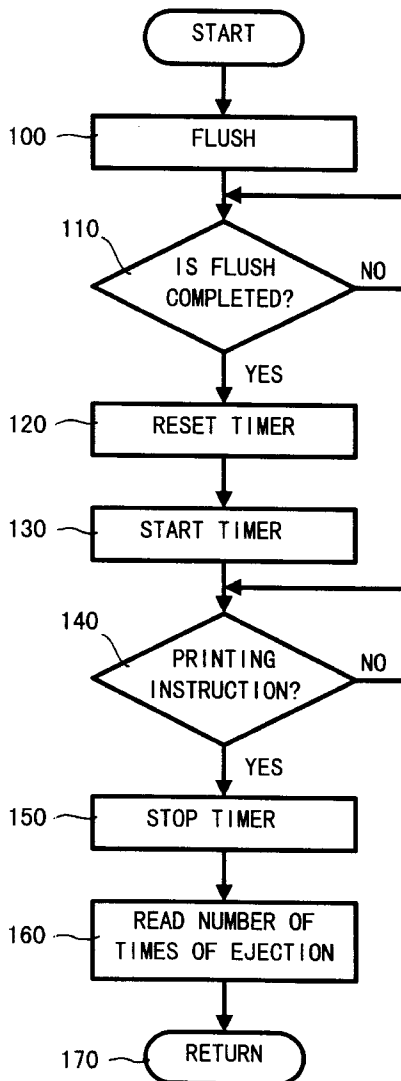 START
100
FLUSH
110
IS FLUSH
COMPLETED?
NO
YES
120
RESET TIMER
130
START TIMER
140
PRINTING
INSTRUCTION?
NO
YES
150
STOP TIMER
160
READ NUMBER OF
TIMES OF EJECTION
170
RETURN